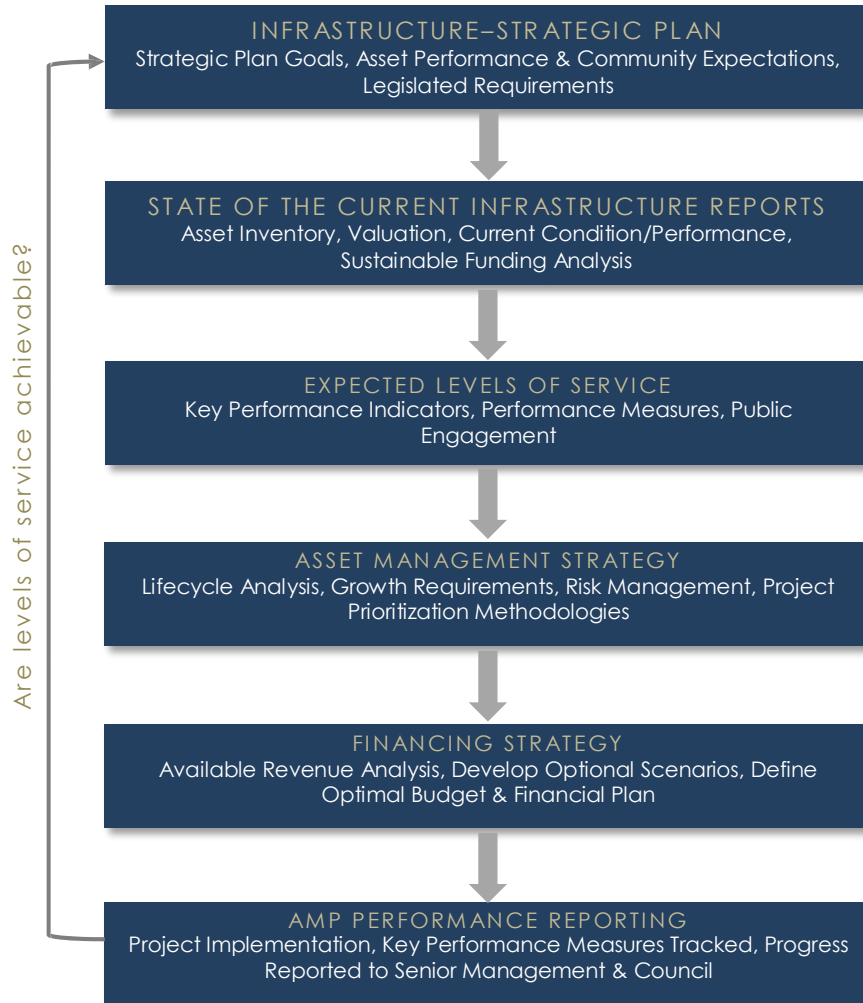 INFRASTRUCTURE–STRATEGIC PLAN
Strategic Plan Goals, Asset Performance & Community Expectations,
Legislated Requirements
STATE OF THE CURRENT INFRASTRUCTURE REPORTS
Asset Inventory, Valuation, Current Condition/Performance,
Sustainable Funding Analysis
EXPECTED LEVELS OF SERVICE
Key Performance Indicators, Performance Measures, Public
Engagement
ASSET MANAGEMENT STRATEGY
Lifecycle Analysis, Growth Requirements, Risk Management, Project
Prioritization Methodologies
FINANCING STRATEGY
Available Revenue Analysis, Develop Optional Scenarios, Define
Optimal Budget & Financial Plan
AMP PERFORMANCE REPORTING
Project Implementation, Key Performance Measures Tracked, Progress
Reported to Senior Management & Council
Are levels of service achievable?